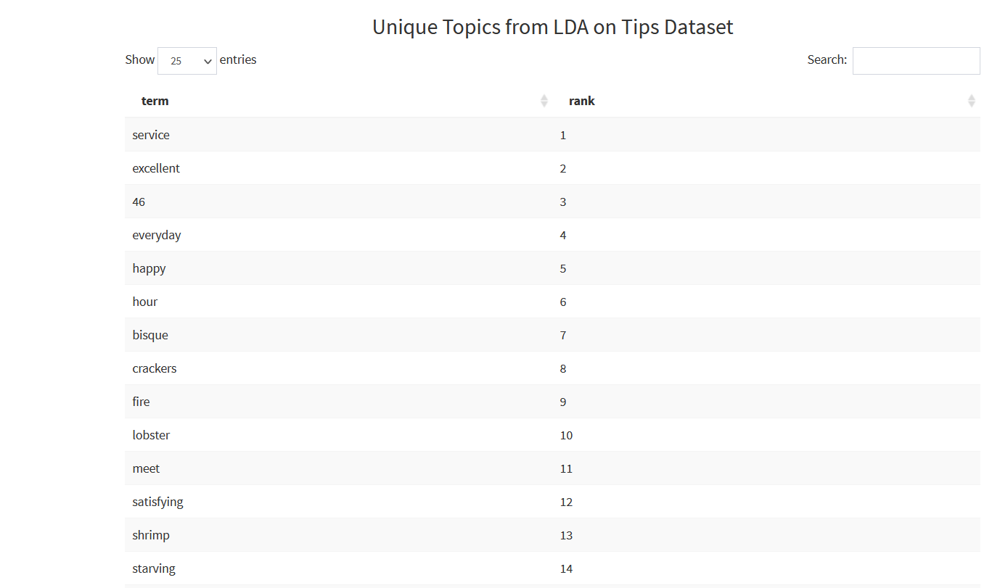 Unique Topics from LDA on Tips Dataset
Show 25 entries Search:
term rank
service 1
excellent 2
46 3
everyday 4
happy 5
hour 6
bisque 7
crackers 8
fire 9
lobster 10
meet 11
satisfying 12
shrimp 13
starving 14